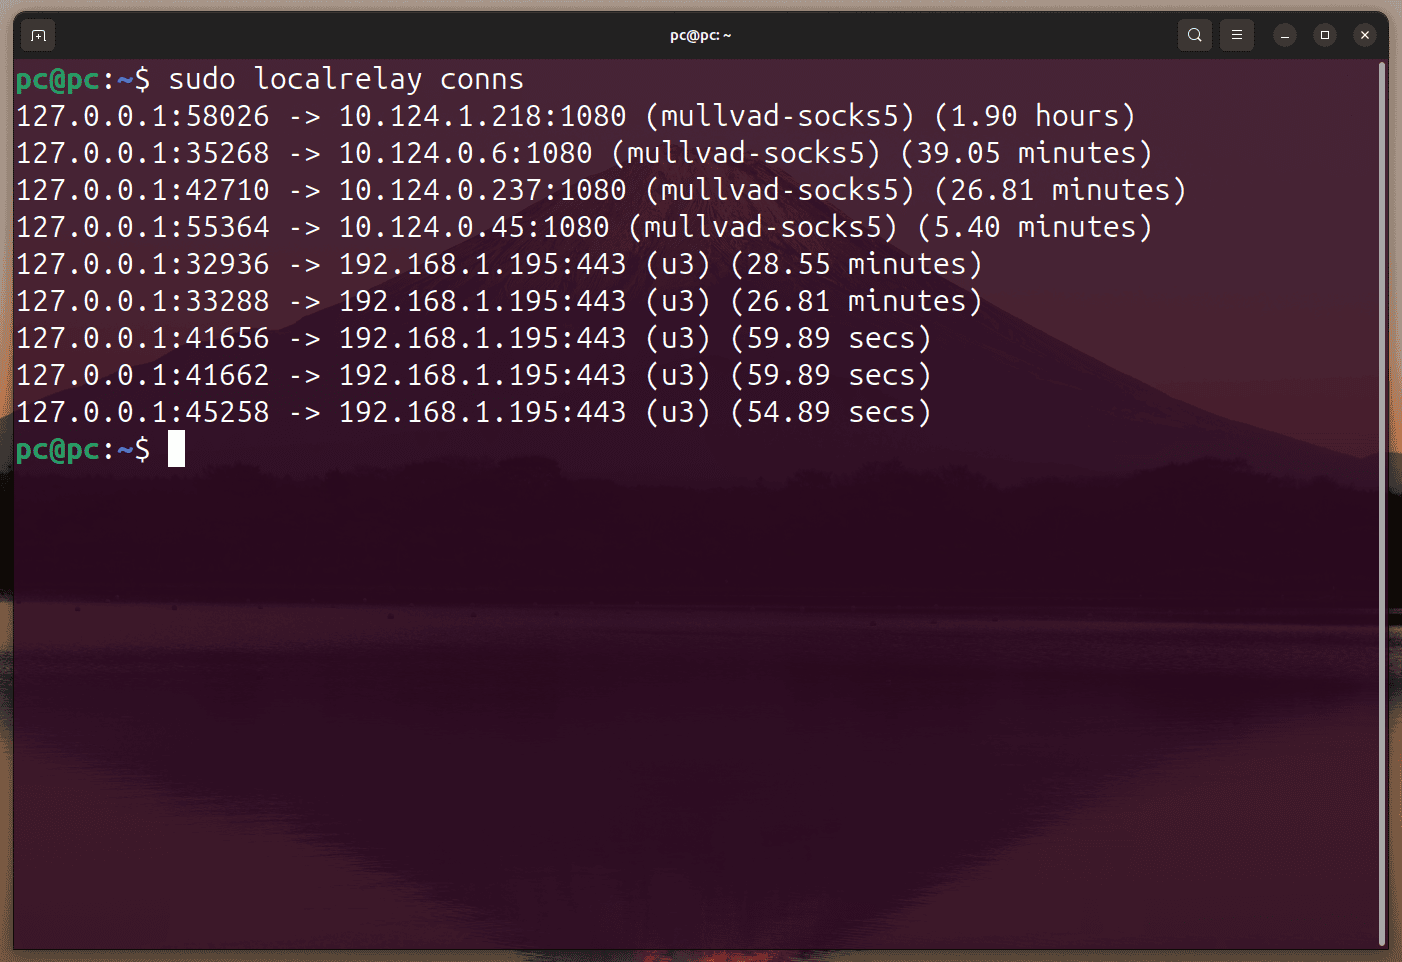 pc@pc: ~
pc@pc:~$ sudo localrelay conns
127.0.0.1:58026 -> 10.124.1.218:1080 (mullvad-socks5) (1.90 hours)
127.0.0.1:35268 -> 10.124.0.6:1080 (mullvad-socks5) (39.05 minutes)
127.0.0.1:42710 -> 10.124.0.237:1080 (mullvad-socks5) (26.81 minutes)
127.0.0.1:55364 -> 10.124.0.45:1080 (mullvad-socks5) (5.40 minutes)
127.0.0.1:32936 -> 192.168.1.195:443 (u3) (28.55 minutes)
127.0.0.1:33288 -> 192.168.1.195:443 (u3) (26.81 minutes)
127.0.0.1:41656 -> 192.168.1.195:443 (u3) (59.89 secs)
127.0.0.1:41662 -> 192.168.1.195:443 (u3) (59.89 secs)
127.0.0.1:45258 -> 192.168.1.195:443 (u3) (54.89 secs)
pc@pc:~$